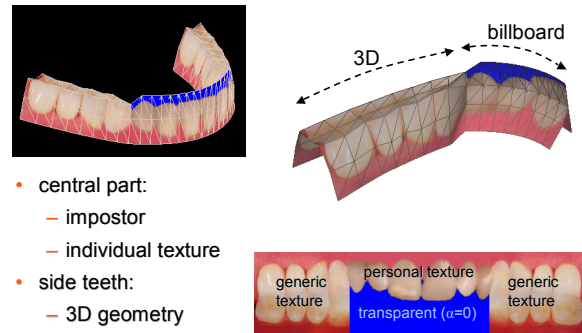 billboard
3D
• central part:
– impostor
– individual texture
• side teeth:
– 3D geometry
generic texture
personal texture
generic texture
transparent (α=0)